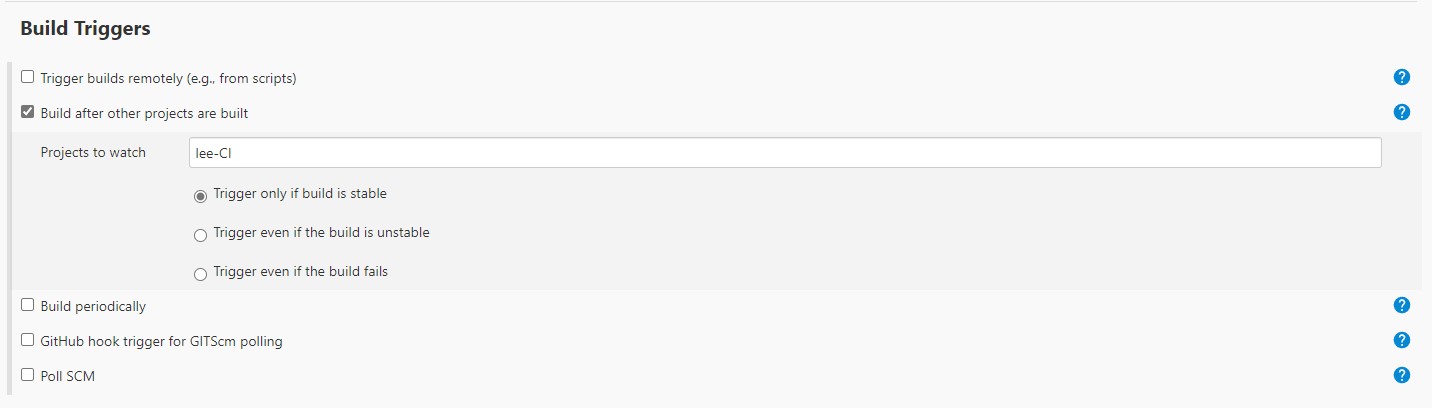 Build Triggers
Trigger builds remotely (e.g., from scripts)
?
Build after other projects are built
?
Projects to watch
lee-CI
Trigger only if build is stable
Trigger even if the build is unstable
Trigger even if the build fails
Build periodically
?
GitHub hook trigger for GITScm polling
?
Poll SCM
?